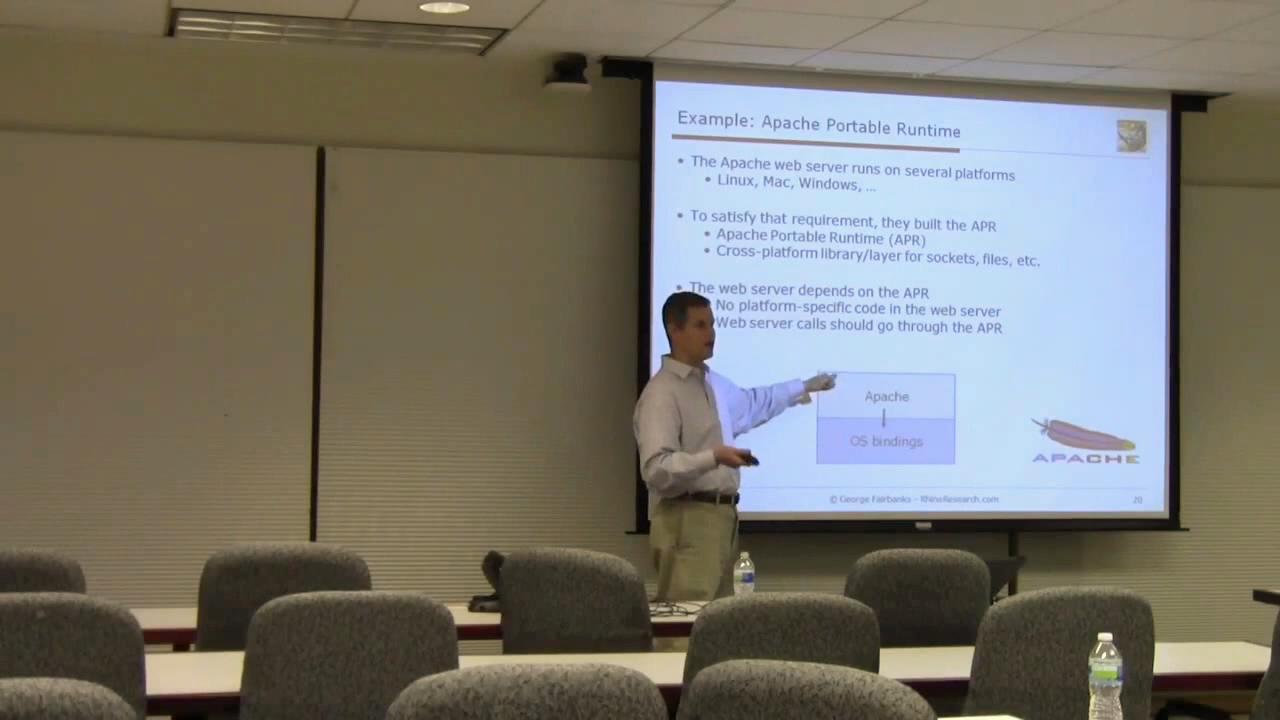 Example: Apache Portable Runtime
• The Apache web server runs on several platforms
• Linux, Mac, Windows, ...
• To satisfy that requirement, they built the APR
• Apache Portable Runtime (APR)
• Cross-platform library/layer for sockets, files, etc.
• The web server depends on the APR
No platform-specific code in the web server
Web server calls should go through the APR
Apache
OS bindings
APACHE
© George Fairbanks – RhinoResearch.com
20